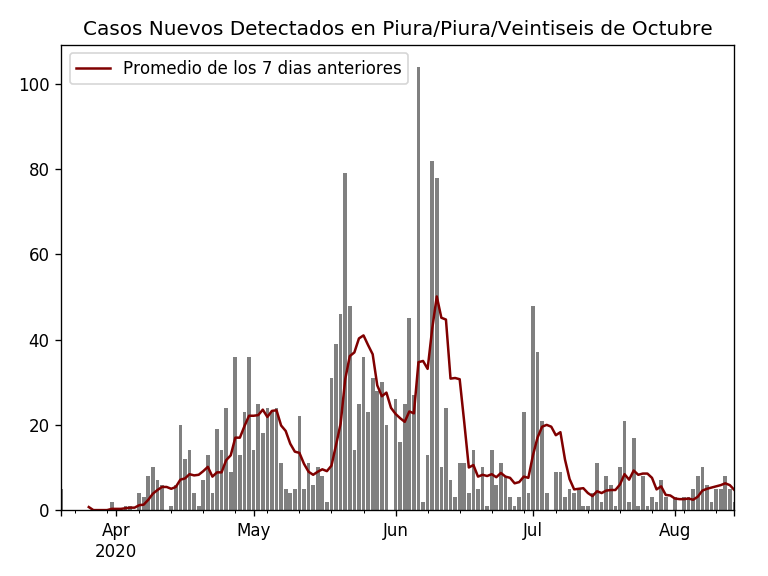 Casos Nuevos Detectados en Piura/Piura/Veintiseis de Octubre
Promedio de los 7 dias anteriores
100
80
60
40
20
0
Apr May Jun Jul Aug
2020